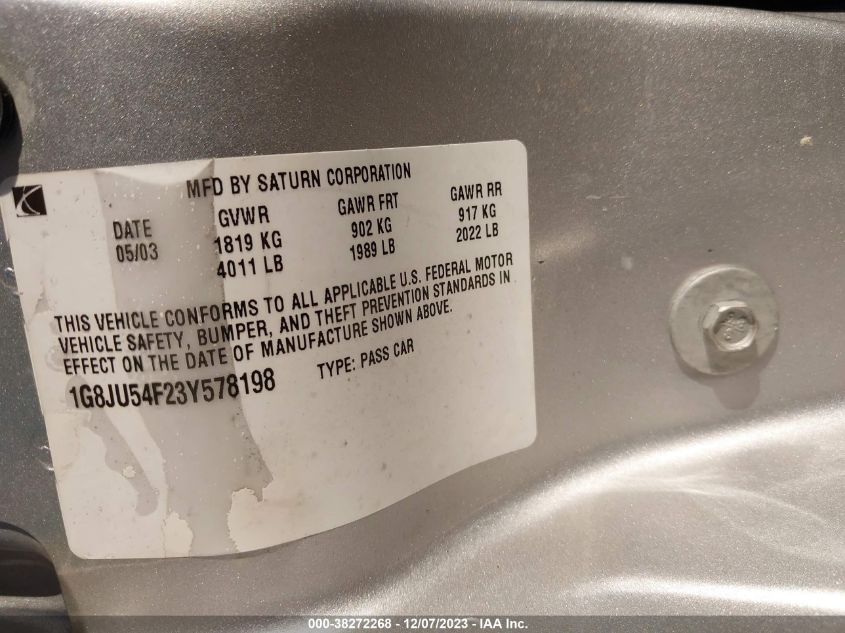 MFD BY SATURN CORPORATION
DATE GVWR GAWR FRT GAWR RR
05/03 1819 KG 902 KG 917 KG
4011 LB 1989 LB 2022 LB
THIS VEHICLE CONFORMS TO ALL APPLICABLE U.S. FEDERAL MOTOR
VEHICLE SAFETY, BUMPER, AND THEFT PREVENTION STANDARDS IN
EFFECT ON THE DATE OF MANUFACTURE SHOWN ABOVE.
1G8JU54F23Y578198 TYPE: PASS CAR
000-38272268 - 12/07/2023 - IAA Inc.